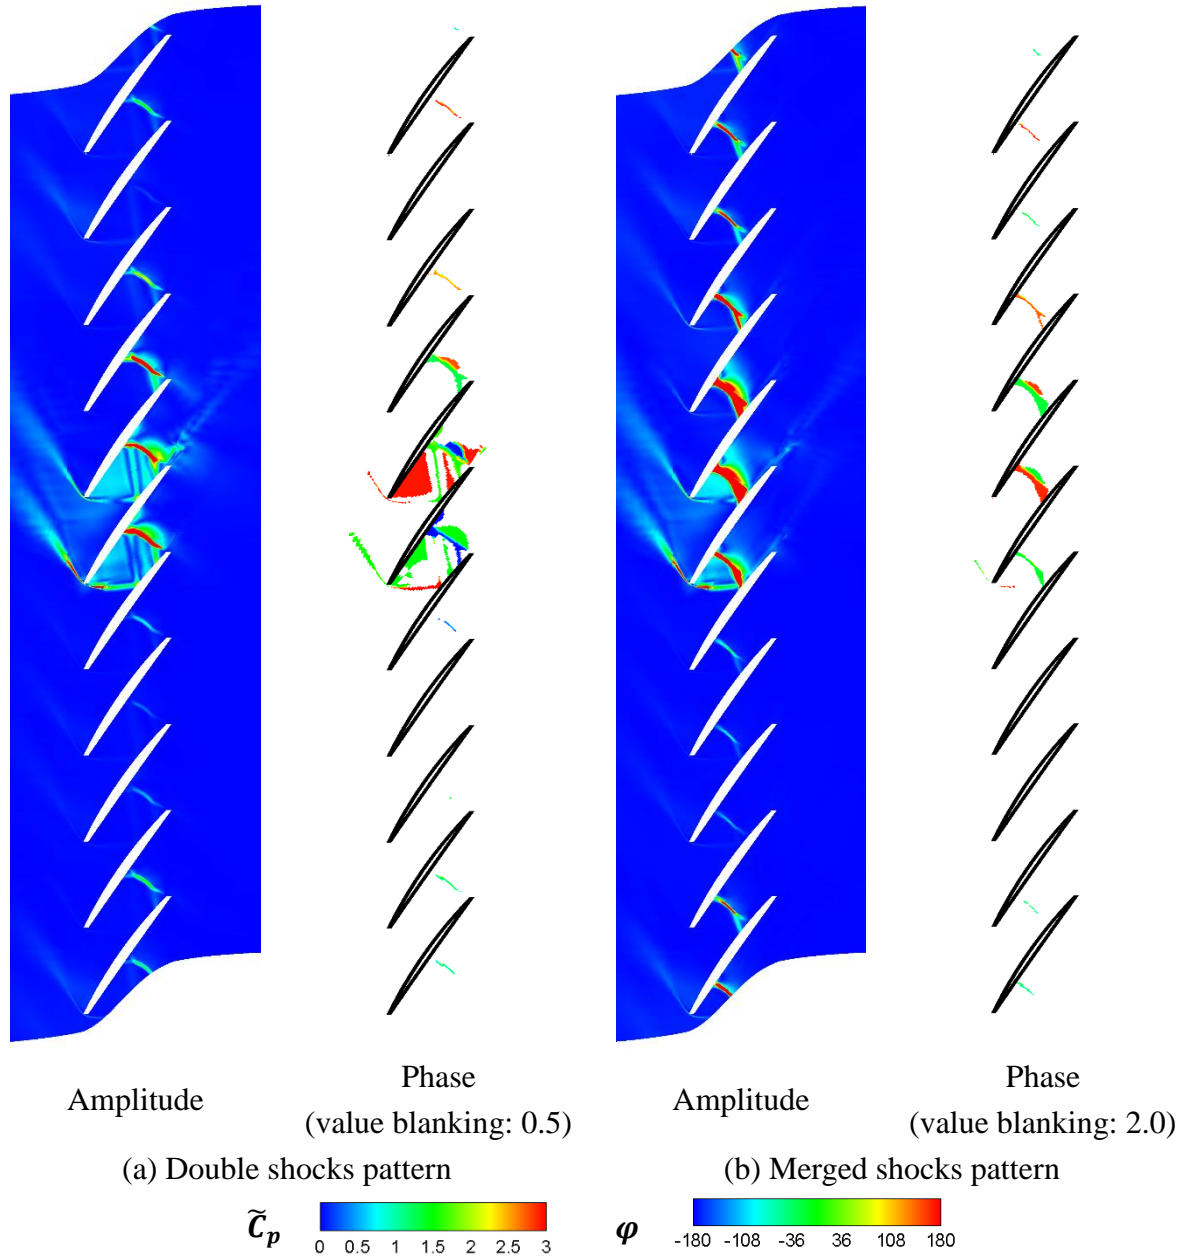 Amplitude
Phase
(value blanking: 0.5)
Amplitude
Phase
(value blanking: 2.0)
(a) Double shocks pattern
(b) Merged shocks pattern
C̃p
0 0.5 1 1.5 2 2.5 3
φ
-180 -108 -36 36 108 180